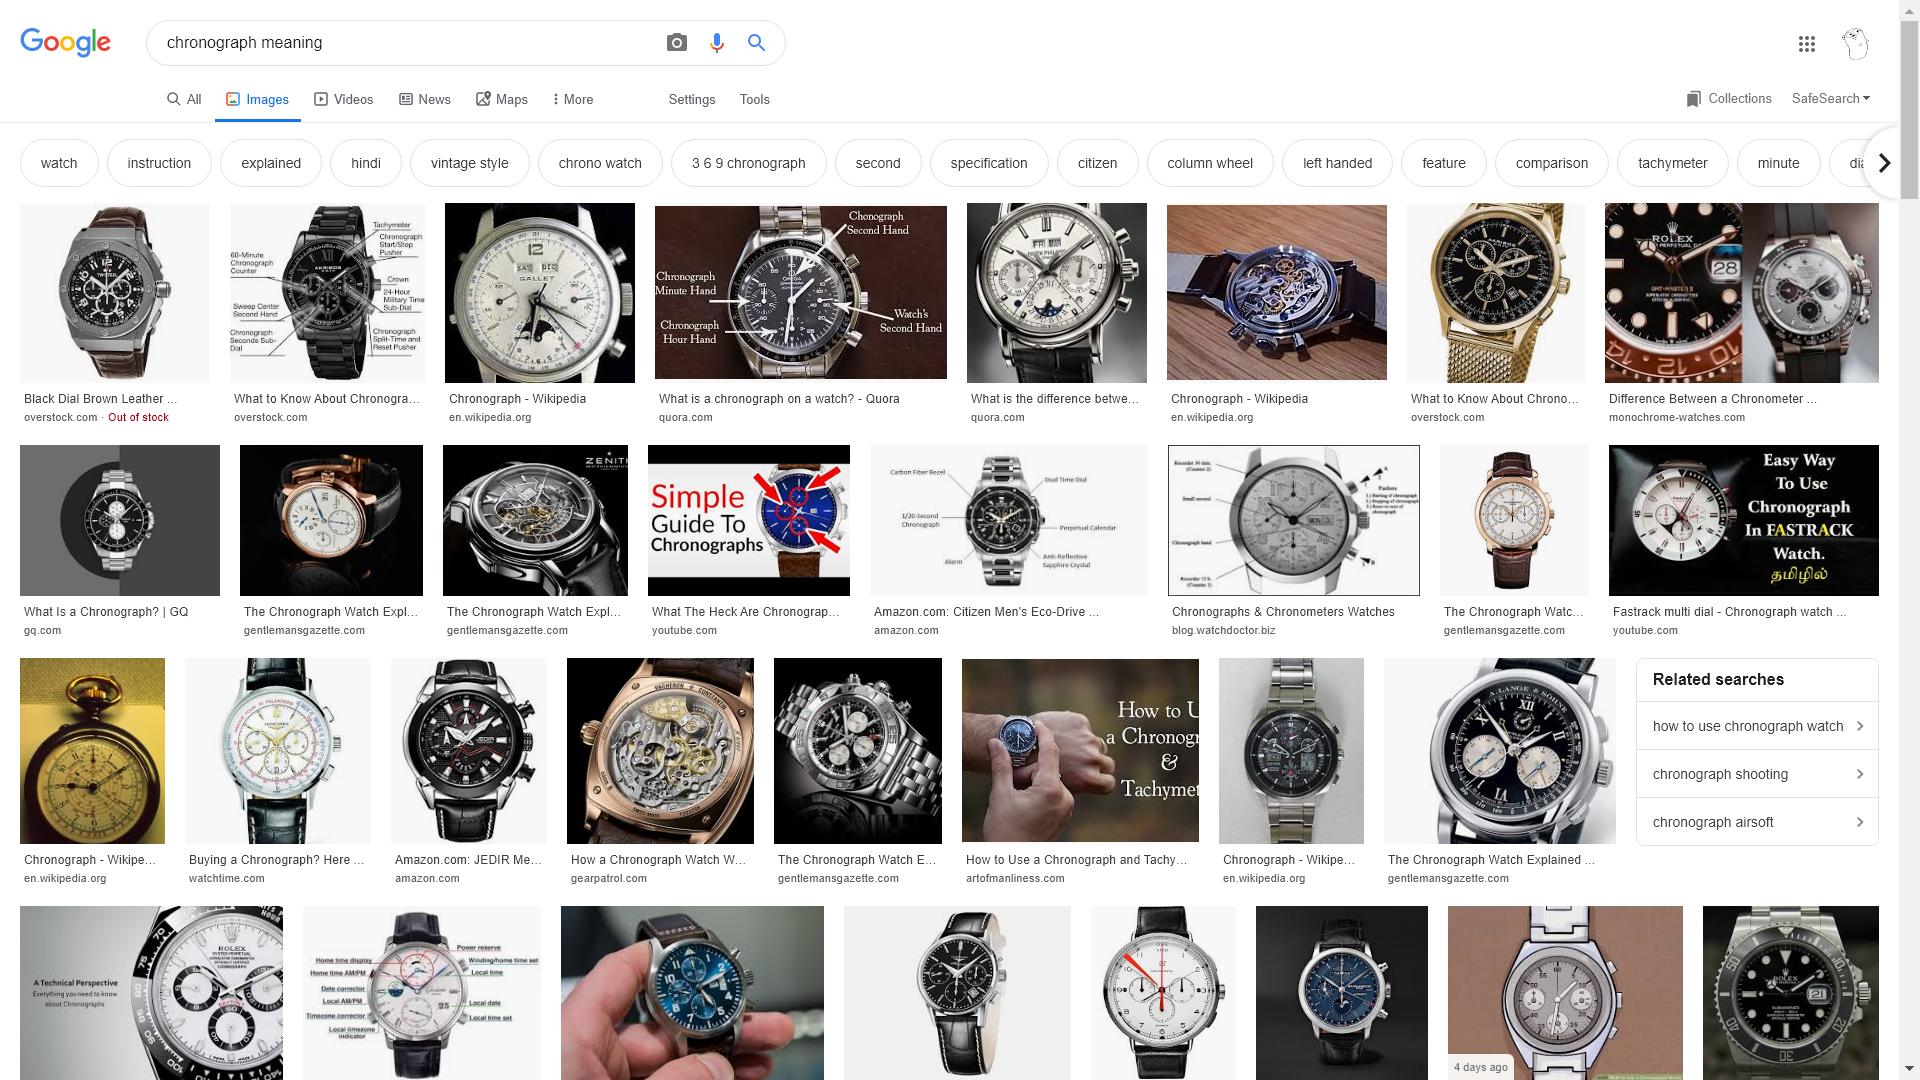 Google
chronograph meaning
All
Images
Videos
News
Maps
More
Settings
Tools
Collections
SafeSearch
watch
instruction
explained
hindi
vintage style
chrono watch
3 6 9 chronograph
second
specification
citizen
column wheel
left handed
feature
comparison
tachymeter
minute
Tachymeter
Chronograph
Start/Stop
Pusher
60-Minute
Chronograph
Counter
Crown
24-Hour
Military Time
Sub-Dial
Sweep Center
Second Hand
Chronograph
Seconds Sub-
Dial
Chronograph
Split-Time and
Reset Pusher
GALLET
Chonograph
Second Hand
Chronograph
Minute Hand
Chronograph
Hour Hand
Watch's
Second Hand
ROLEX
28
Black Dial Brown Leather ...
overstock.com · Out of stock
What to Know About Chronogra...
overstock.com
Chronograph - Wikipedia
en.wikipedia.org
What is a chronograph on a watch? - Quora
quora.com
What is the difference betwe...
quora.com
Chronograph - Wikipedia
en.wikipedia.org
What to Know About Chrono...
overstock.com
Difference Between a Chronometer ...
monochrome-watches.com
ZENITH
Simple
Guide To
Chronographs
Carbon Fiber Bezel
Dual Time Dial
1/20-Second
Chronograph
Perpetual Calendar
Alarm
Anti-Reflective
Sapphire Crystal
Easy Way
To Use
Chronograph
In FASTRACK
Watch.
தமிழில்
What Is a Chronograph? | GQ
gq.com
The Chronograph Watch Expl...
gentlemansgazette.com
The Chronograph Watch Expl...
gentlemansgazette.com
What The Heck Are Chronograp...
youtube.com
Amazon.com: Citizen Men's Eco-Drive ...
amazon.com
Chronographs & Chronometers Watches
blog.watchdoctor.biz
The Chronograph Watc...
gentlemansgazette.com
Fastrack multi dial - Chronograph watch ...
youtube.com
How to U
a Chronogr
&
Tachymet
Related searches
how to use chronograph watch
chronograph shooting
chronograph airsoft
Chronograph - Wikipe...
en.wikipedia.org
Buying a Chronograph? Here ...
watchtime.com
Amazon.com: JEDIR Me...
amazon.com
How a Chronograph Watch W...
gearpatrol.com
The Chronograph Watch E...
gentlemansgazette.com
How to Use a Chronograph and Tachy...
artofmanliness.com
Chronograph - Wikipe...
en.wikipedia.org
The Chronograph Watch Explained ...
gentlemansgazette.com
A Technical Perspective
Everything you need to know
about Chronographs
ROLEX
Power reserve
Home time display
Winding/home time set
Home time AM/PM
Local time
Date corrector
Local AM/PM
Local date
Timezone corrector
Local time set
Local timezone
indicator
ROLEX
4 days ago